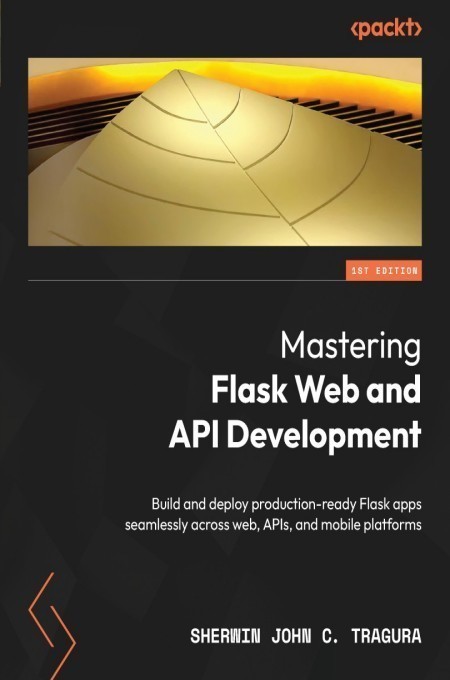 <packt>
1ST EDITION
Mastering
Flask Web and
API Development
Build and deploy production-ready Flask apps
seamlessly across web, APIs, and mobile platforms
SHERWIN JOHN C. TRAGURA